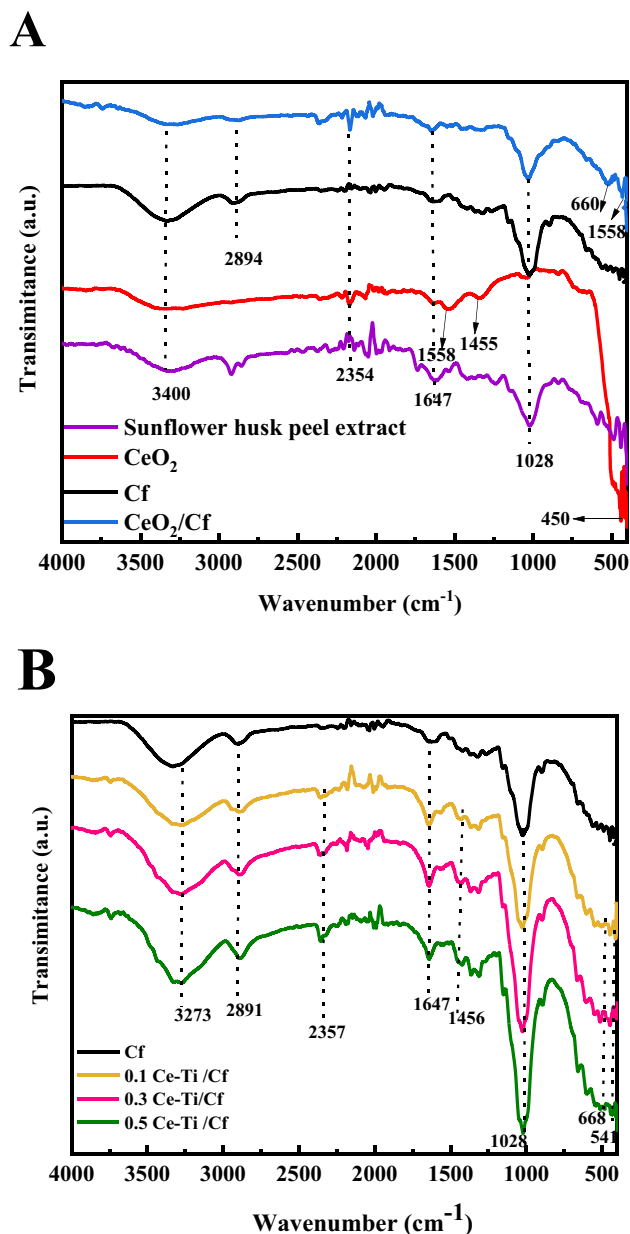 A
Transimitance (a.u.)
660
1558
2894
1558
1455
2354
3400
1647
1028
Sunflower husk peel extract
CeO₂
Cf
CeO₂/Cf
450
4000 3500 3000 2500 2000 1500 1000 500
Wavenumber (cm⁻¹)
B
Transimitance (a.u.)
3273
2891
2357
1647
1456
1028
668
541
Cf
0.1 Ce-Ti /Cf
0.3 Ce-Ti/Cf
0.5 Ce-Ti /Cf
4000 3500 3000 2500 2000 1500 1000 500
Wavenumber (cm⁻¹)